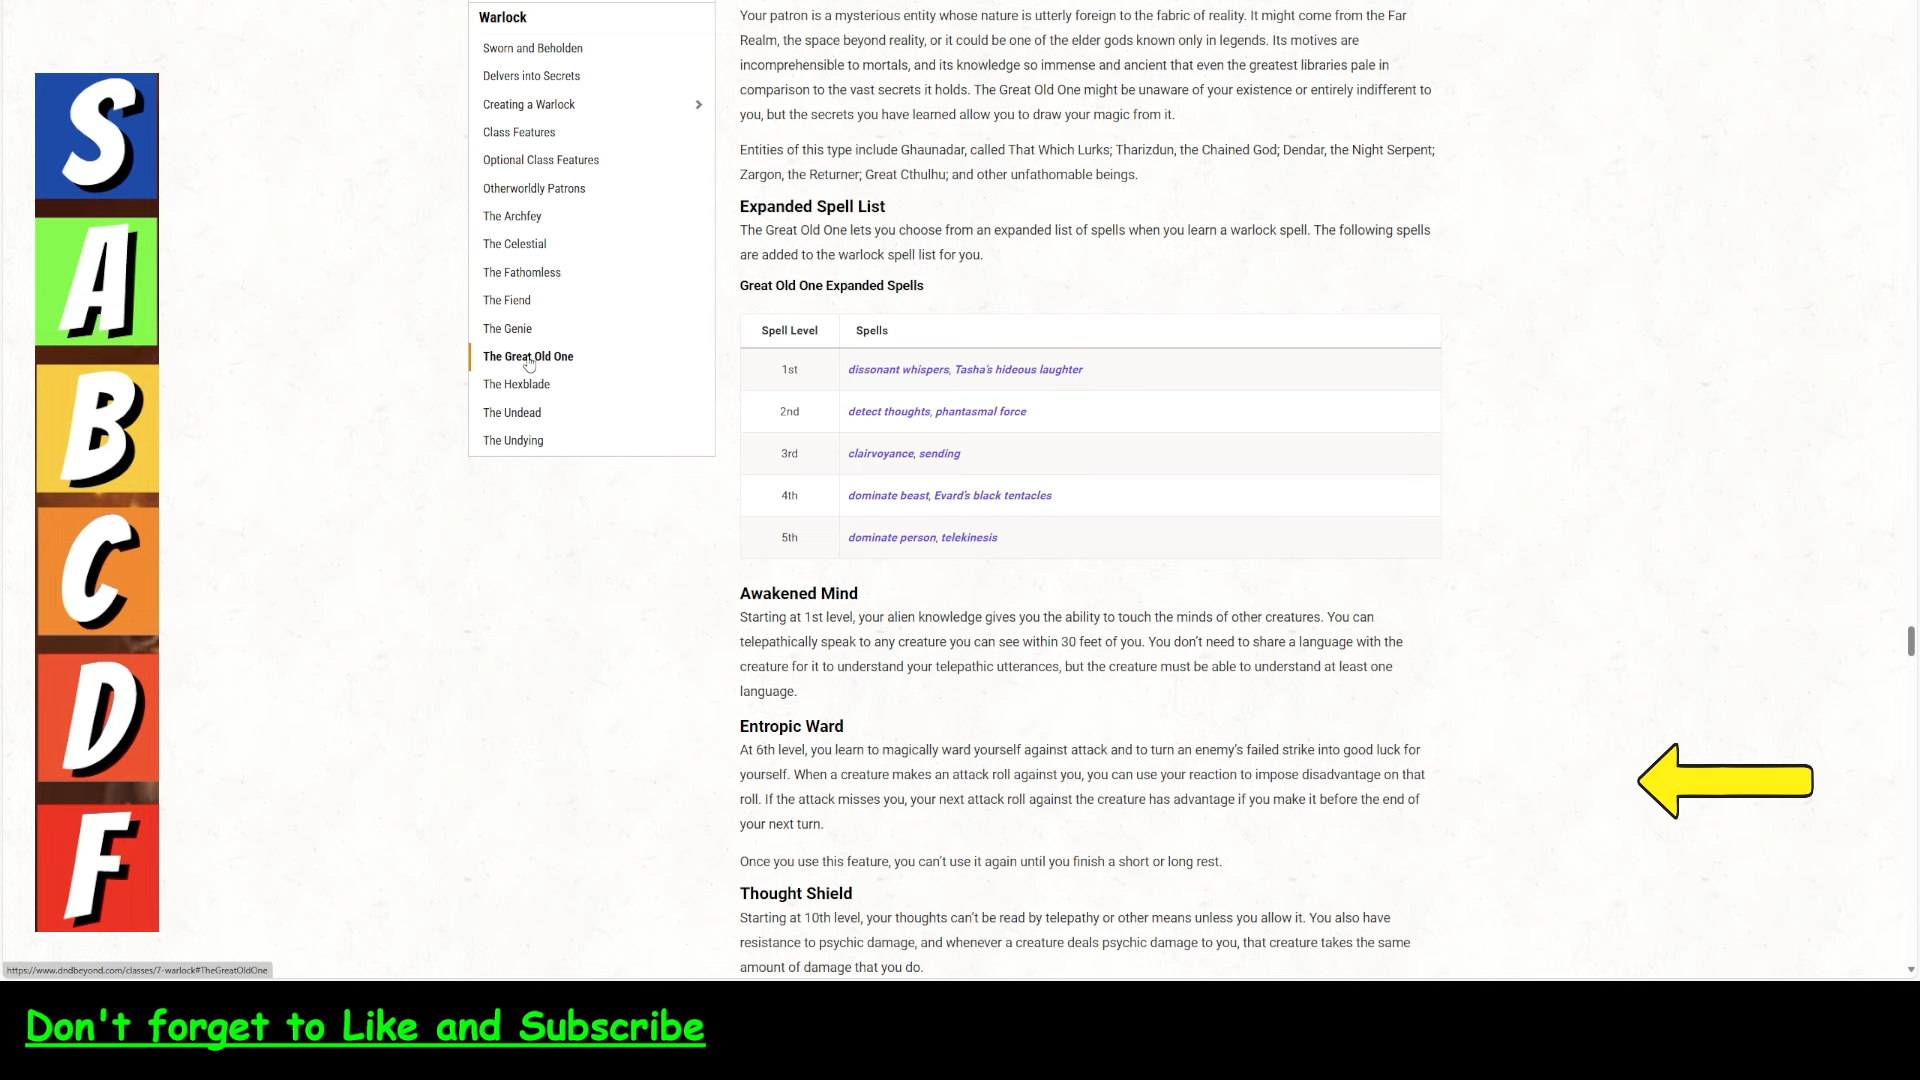 S
A
B
C
D
F
Warlock
Sworn and Beholden
Delvers into Secrets
Creating a Warlock
Class Features
Optional Class Features
Otherworldly Patrons
The Archfey
The Celestial
The Fathomless
The Fiend
The Genie
The Great Old One
The Hexblade
The Undead
The Undying
Your patron is a mysterious entity whose nature is utterly foreign to the fabric of reality. It might come from the Far
Realm, the space beyond reality, or it could be one of the elder gods known only in legends. Its motives are
incomprehensible to mortals, and its knowledge so immense and ancient that even the greatest libraries pale in
comparison to the vast secrets it holds. The Great Old One might be unaware of your existence or entirely indifferent to
you, but the secrets you have learned allow you to draw your magic from it.
Entities of this type include Ghaunadar, called That Which Lurks; Tharizdun, the Chained God; Dendar, the Night Serpent;
Zargon, the Returner; Great Cthulhu; and other unfathomable beings.
Expanded Spell List
The Great Old One lets you choose from an expanded list of spells when you learn a warlock spell. The following spells
are added to the warlock spell list for you.
Great Old One Expanded Spells
Spell Level Spells
1st dissonant whispers, Tasha's hideous laughter
2nd detect thoughts, phantasmal force
3rd clairvoyance, sending
4th dominate beast, Evard's black tentacles
5th dominate person, telekinesis
Awakened Mind
Starting at 1st level, your alien knowledge gives you the ability to touch the minds of other creatures. You can
telepathically speak to any creature you can see within 30 feet of you. You don't need to share a language with the
creature for it to understand your telepathic utterances, but the creature must be able to understand at least one
language.
Entropic Ward
At 6th level, you learn to magically ward yourself against attack and to turn an enemy's failed strike into good luck for
yourself. When a creature makes an attack roll against you, you can use your reaction to impose disadvantage on that
roll. If the attack misses you, your next attack roll against the creature has advantage if you make it before the end of
your next turn.
Once you use this feature, you can't use it again until you finish a short or long rest.
Thought Shield
Starting at 10th level, your thoughts can't be read by telepathy or other means unless you allow it. You also have
resistance to psychic damage, and whenever a creature deals psychic damage to you, that creature takes the same
amount of damage that you do.
https://www.dndbeyond.com/classes/7-warlock#TheGreatOldOne
Don't forget to Like and Subscribe